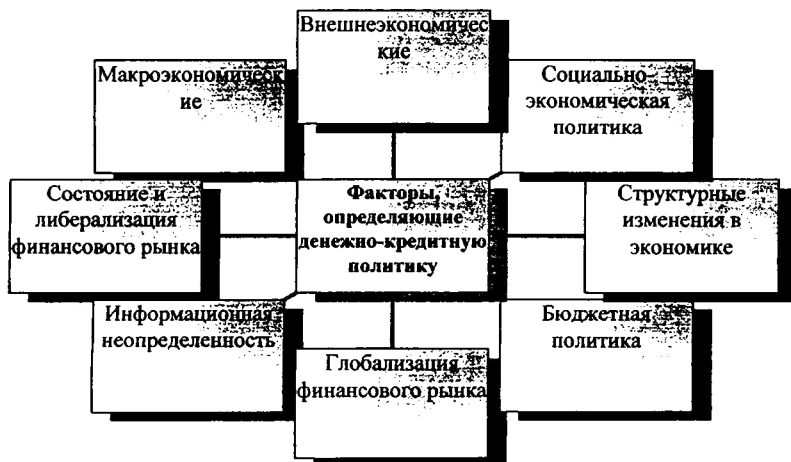 Внешнеэкономичес
кие
Макроэкономическ
ие
Социально-
экономическая
политика
Состояние и
либерализация
финансового рынка
Факторы,
определяющие
денежно-кредитную
политику
Структурные
изменения в
экономике
Информационная
неопределенность
Глобализация
финансового рынка
Бюджетная
политика